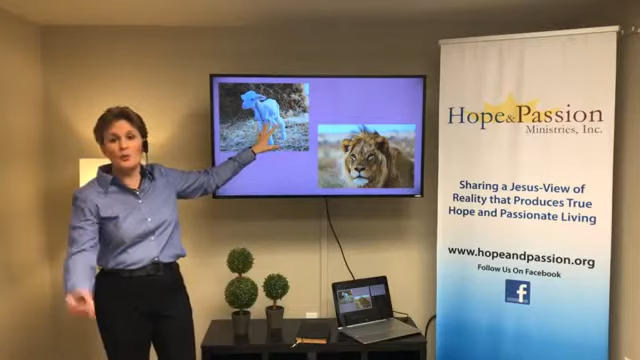 Hope&Passion
Ministries, Inc.
Sharing a Jesus-View of
Reality that Produces True
Hope and Passionate Living
www.hopeandpassion.org
Follow Us On Facebook
f